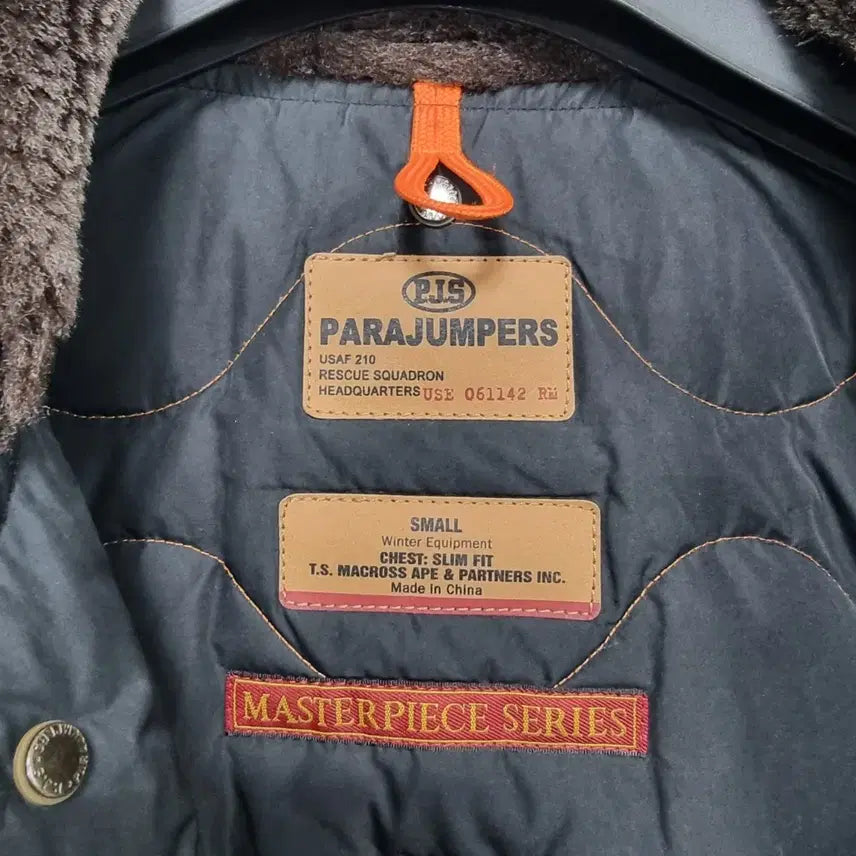 P.J.S
PARAJUMPERS
USAF 210
RESCUE SQUADRON
HEADQUARTERS USE 061142 RM
SMALL
Winter Equipment
CHEST: SLIM FIT
T.S. MACROSS APE & PARTNERS INC.
Made in China
MASTERPIECE SERIES